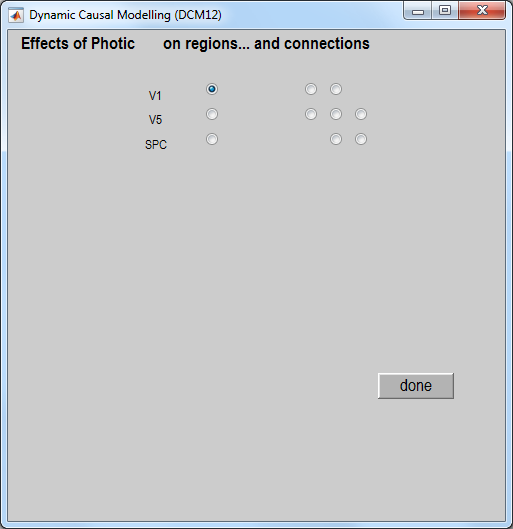 Dynamic Causal Modelling (DCM12)
Effects of Photic on regions... and connections
V1
V5
SPC
done